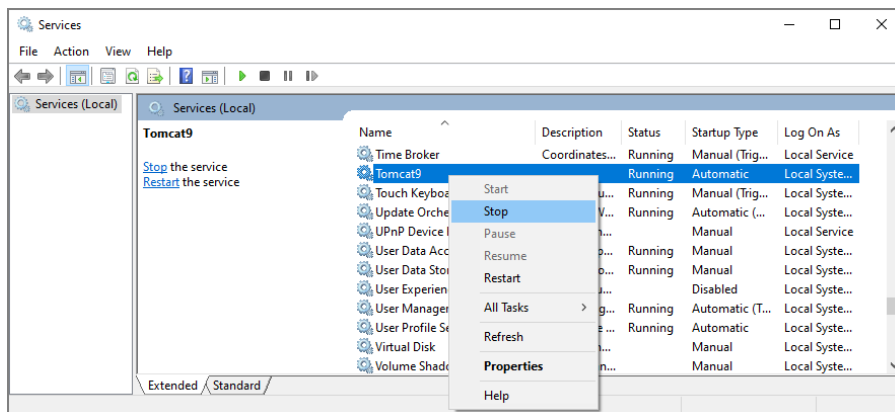 Services
File Action View Help
Services (Local)
Services (Local)
Tomcat9
Stop the service
Restart the service
Name Description Status Startup Type Log On As
Time Broker Coordinates... Running Manual (Trig... Local Service
Tomcat9 Running Automatic Local Syste...
Touch Keyboa Running Manual (Trig... Local Syste...
Update Orche Running Automatic (... Local Syste...
UPnP Device Manual Local Service
User Data Acc Running Manual Local Syste...
User Data Stor Running Manual Local Syste...
User Experien Disabled Local Syste...
User Manager Running Automatic (T... Local Syste...
User Profile Se Running Automatic Local Syste...
Virtual Disk Manual Local Syste...
Volume Shado Manual Local Syste...
Start
Stop
Pause
Resume
Restart
All Tasks
Refresh
Properties
Help
Extended Standard